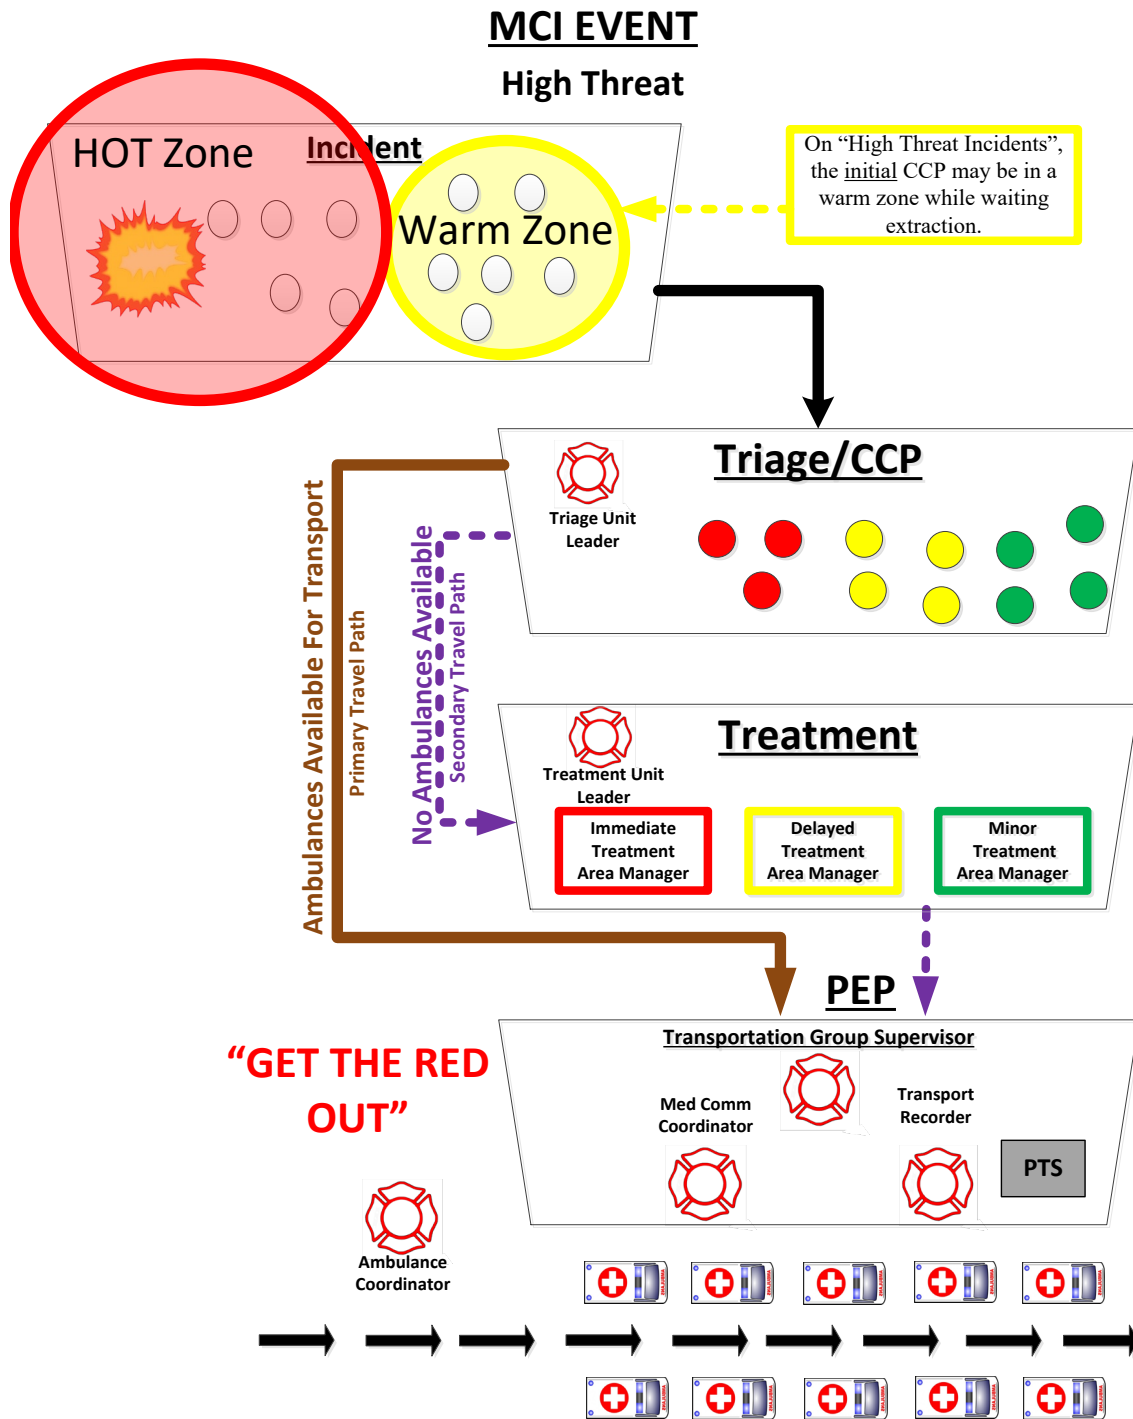 MCI EVENT
High Threat
HOT Zone
Incident
Warm Zone
On “High Threat Incidents”,
the initial CCP may be in a
warm zone while waiting
extraction.
Triage/CCP
Triage Unit
Leader
Ambulances Available For Transport
Primary Travel Path
No Ambulances Available
Secondary Travel Path
Treatment
Treatment Unit
Leader
Immediate
Treatment
Area Manager
Delayed
Treatment
Area Manager
Minor
Treatment
Area Manager
PEP
Transportation Group Supervisor
“GET THE RED
OUT”
Med Comm
Coordinator
Transport
Recorder
PTS
Ambulance
Coordinator